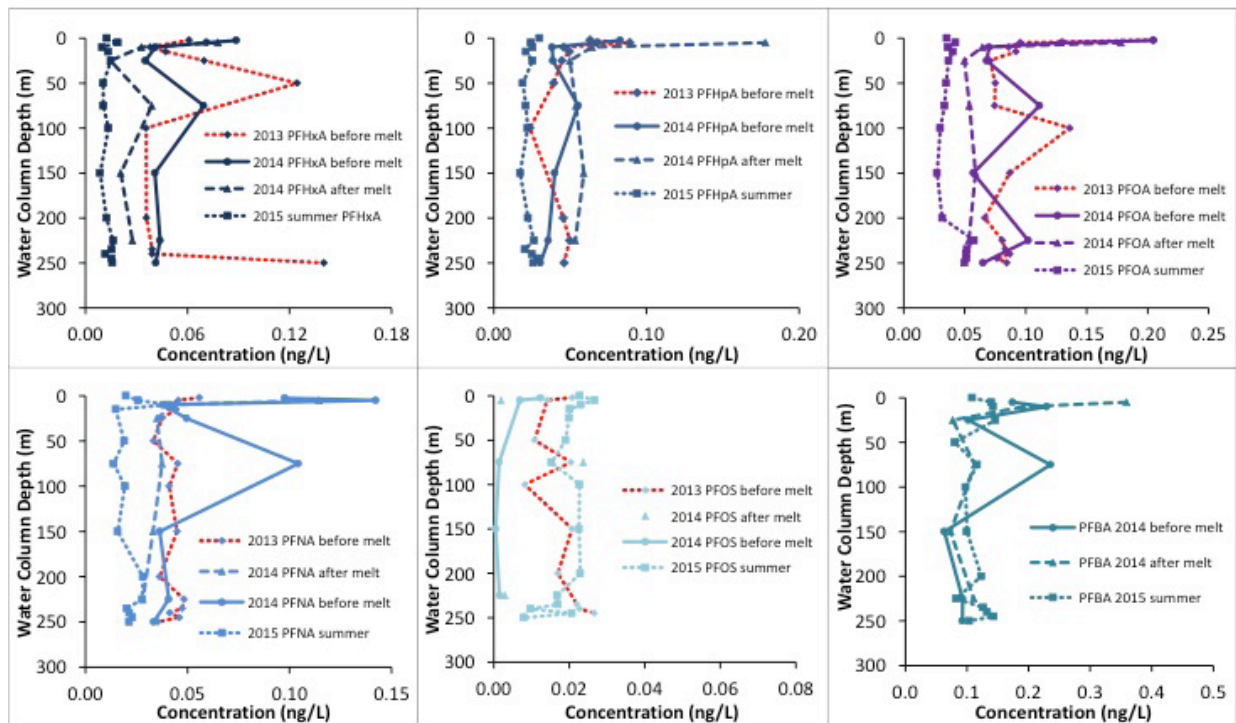 Water Column Depth (m)
0
50
100
150
200
250
300
2013 PFHxA before melt
2014 PFHxA before melt
2014 PFHxA after melt
2015 summer PFHxA
0.00 0.06 0.12 0.18
Concentration (ng/L)
Water Column Depth (m)
0
50
100
150
200
250
300
2013 PFHpA before melt
2014 PFHpA before melt
2014 PFHpA after melt
2015 PFHpA summer
0.00 0.10 0.20
Concentration (ng/L)
Water Column Depth (m)
0
50
100
150
200
250
300
2013 PFOA before melt
2014 PFOA before melt
2014 PFOA after melt
2015 PFOA summer
0.00 0.05 0.10 0.15 0.20 0.25
Concentration (ng/L)
Water Column Depth (m)
0
50
100
150
200
250
300
2013 PFNA before melt
2014 PFNA after melt
2014 PFNA before melt
2015 PFNA summer
0.00 0.05 0.10 0.15
Concentration (ng/L)
Water Column Depth (m)
0
50
100
150
200
250
300
2013 PFOS before melt
2014 PFOS after melt
2014 PFOS before melt
2015 PFOS summer
0.00 0.02 0.04 0.06 0.08
Concentration (ng/L)
Water Column Depth (m)
0
50
100
150
200
250
300
PFBA 2014 before melt
PFBA 2014 after melt
PFBA 2015 summer
0.0 0.1 0.2 0.3 0.4 0.5
Concentration (ng/L)